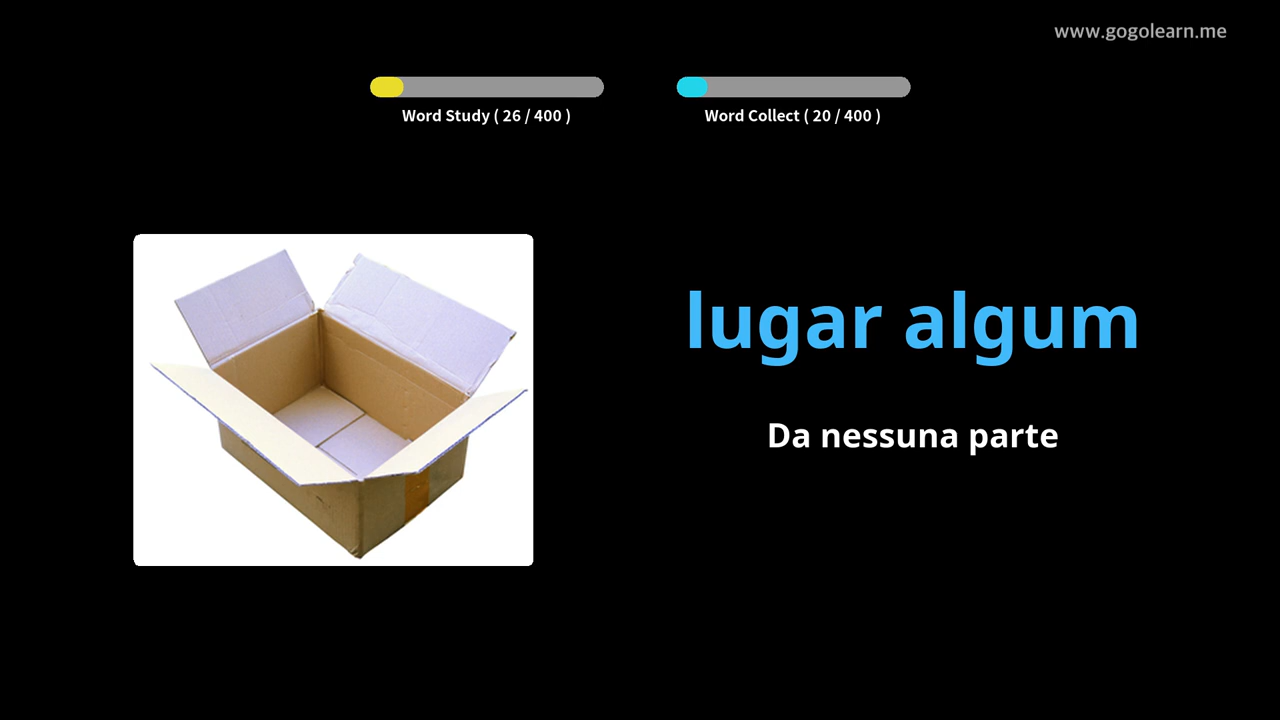 www.gogolearn.me
Word Study ( 26 / 400 )
Word Collect ( 20 / 400 )
lugar algum
Da nessuna parte